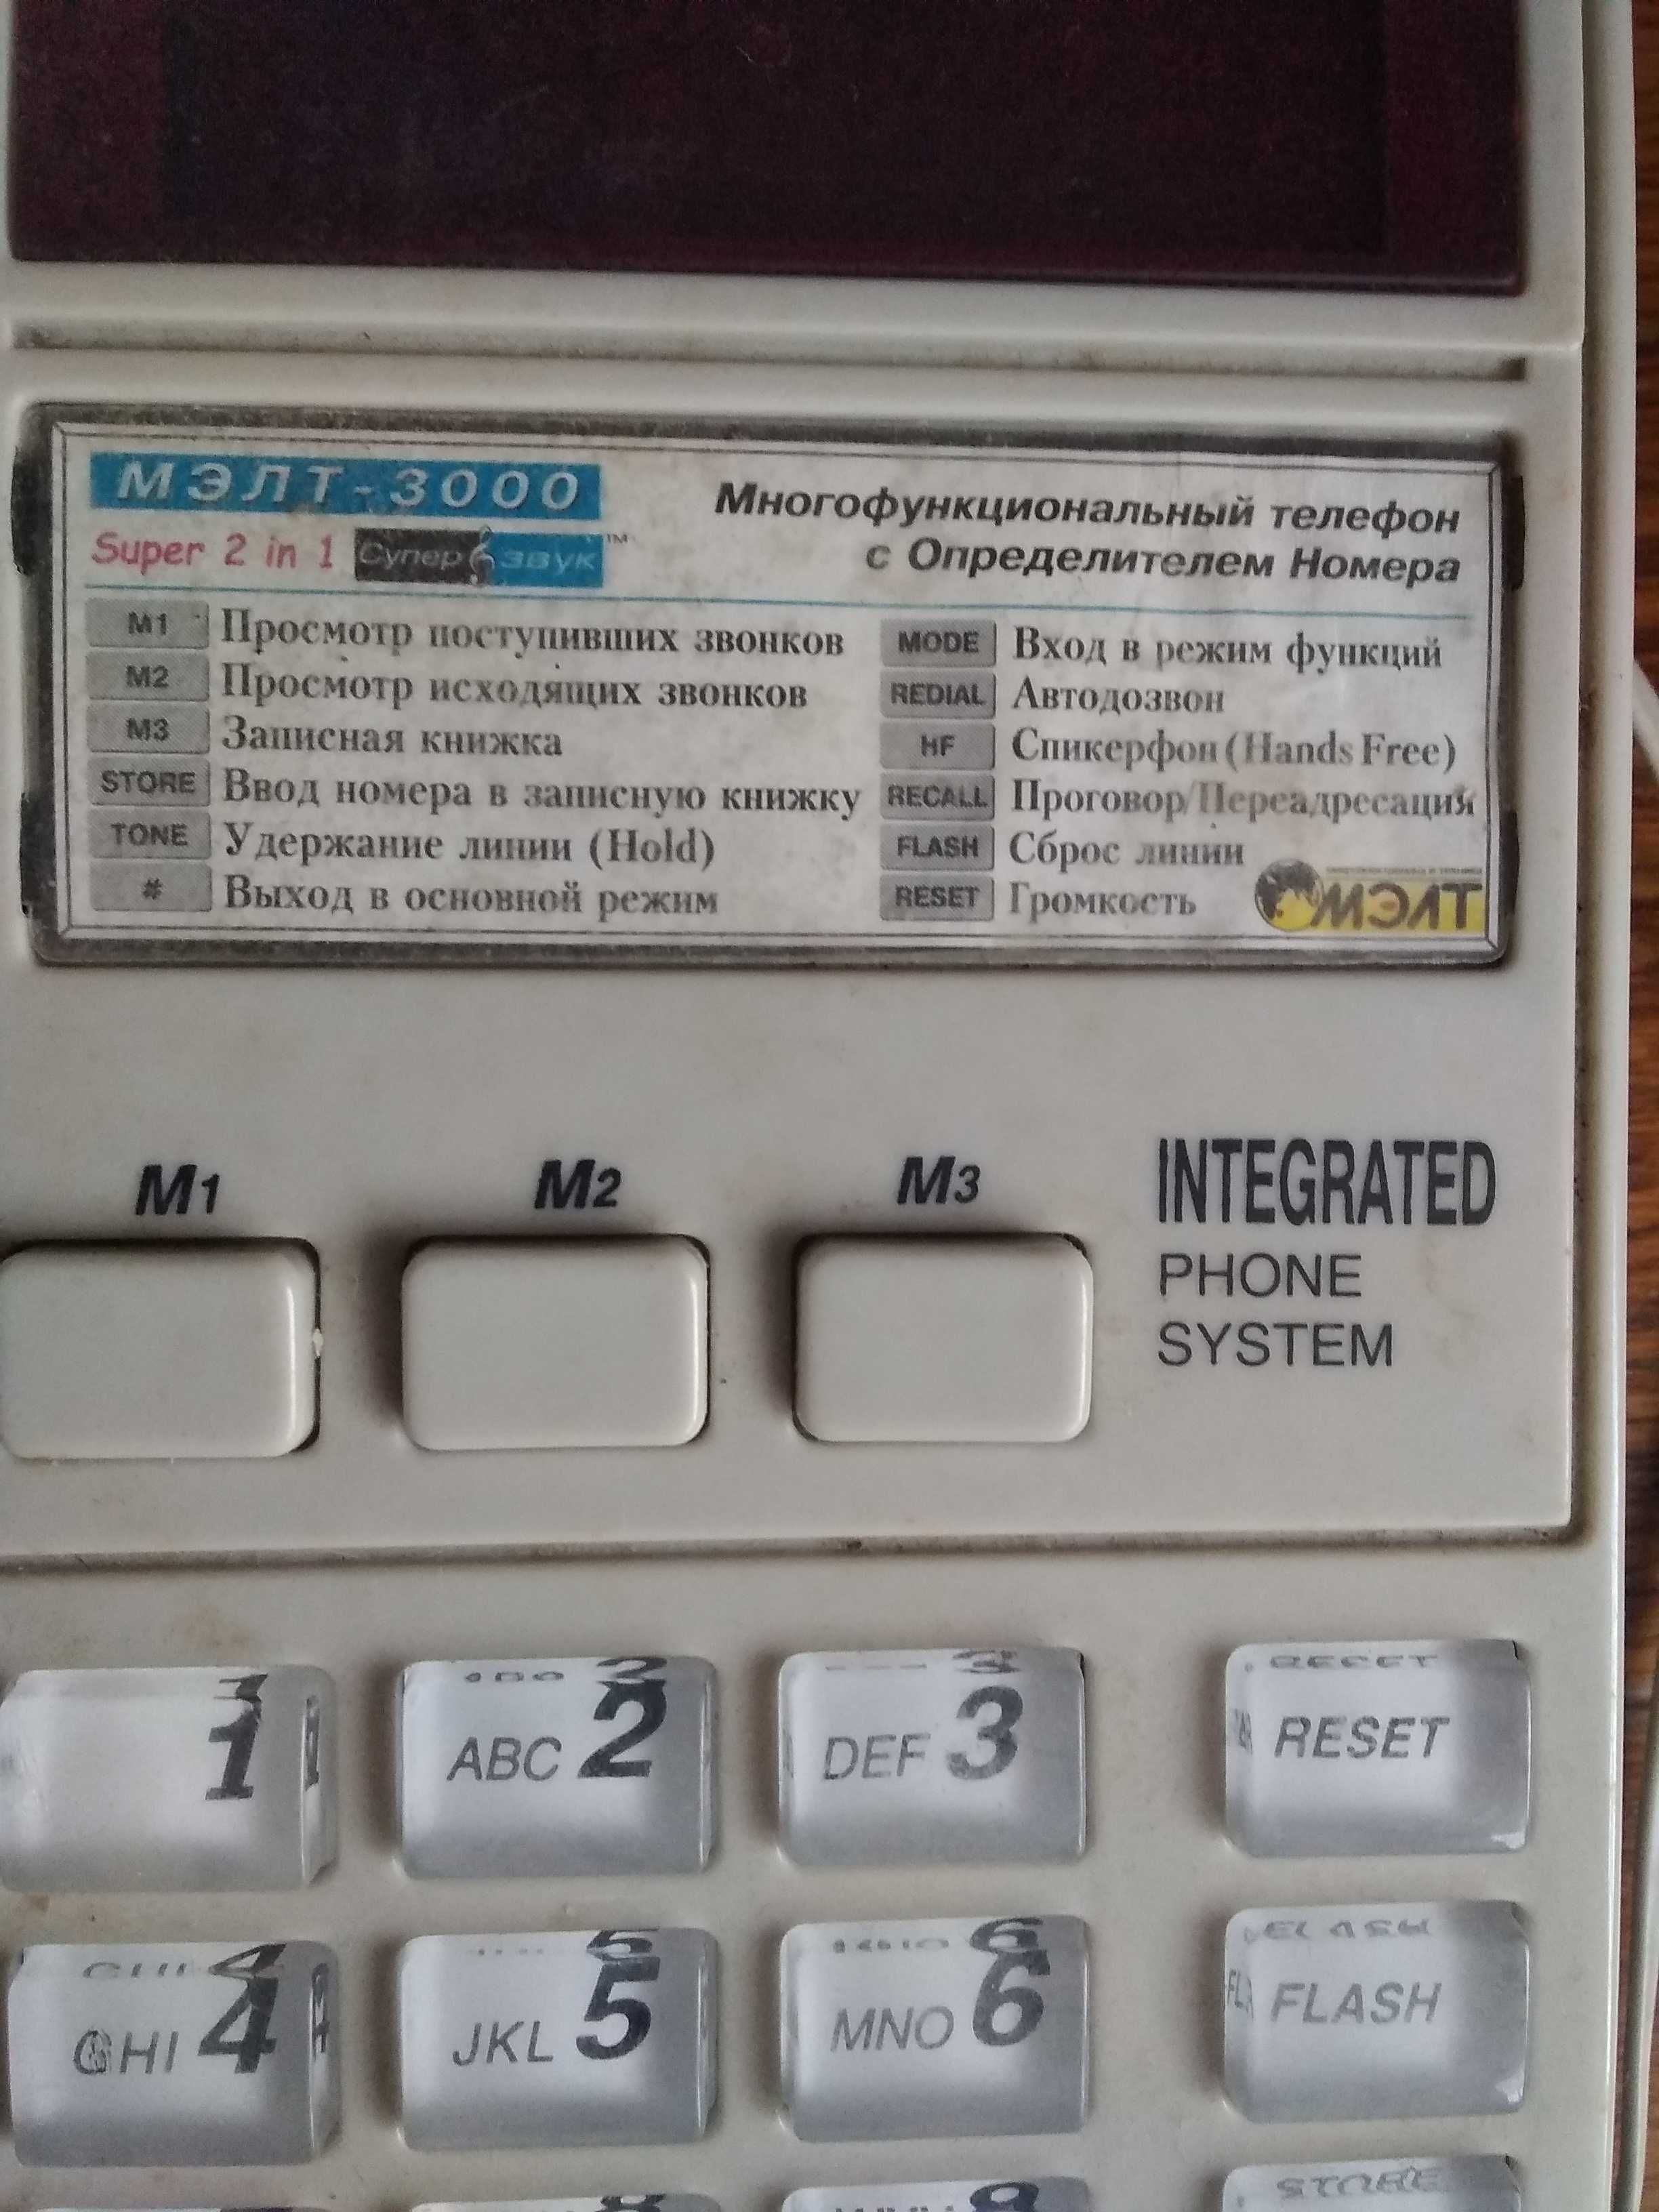 МЭЛТ-3000
Super 2 in 1 Супер звук™
Многофункциональный телефон
с Определителем Номера
M1 Просмотр поступивших звонков
M2 Просмотр исходящих звонков
M3 Записная книжка
STORE Ввод номера в записную книжку
TONE Удержание линии (Hold)
# Выход в основной режим
MODE Вход в режим функций
REDIAL Автодозвон
HF Спикерфон (Hands Free)
RECALL Проговор/Переадресация
FLASH Сброс линии
RESET Громкость
МЭЛТ
M1 M2 M3
INTEGRATED
PHONE
SYSTEM
1 ABC 2 DEF 3 RESET
GHI 4 JKL 5 MNO 6 FLASH
STORE